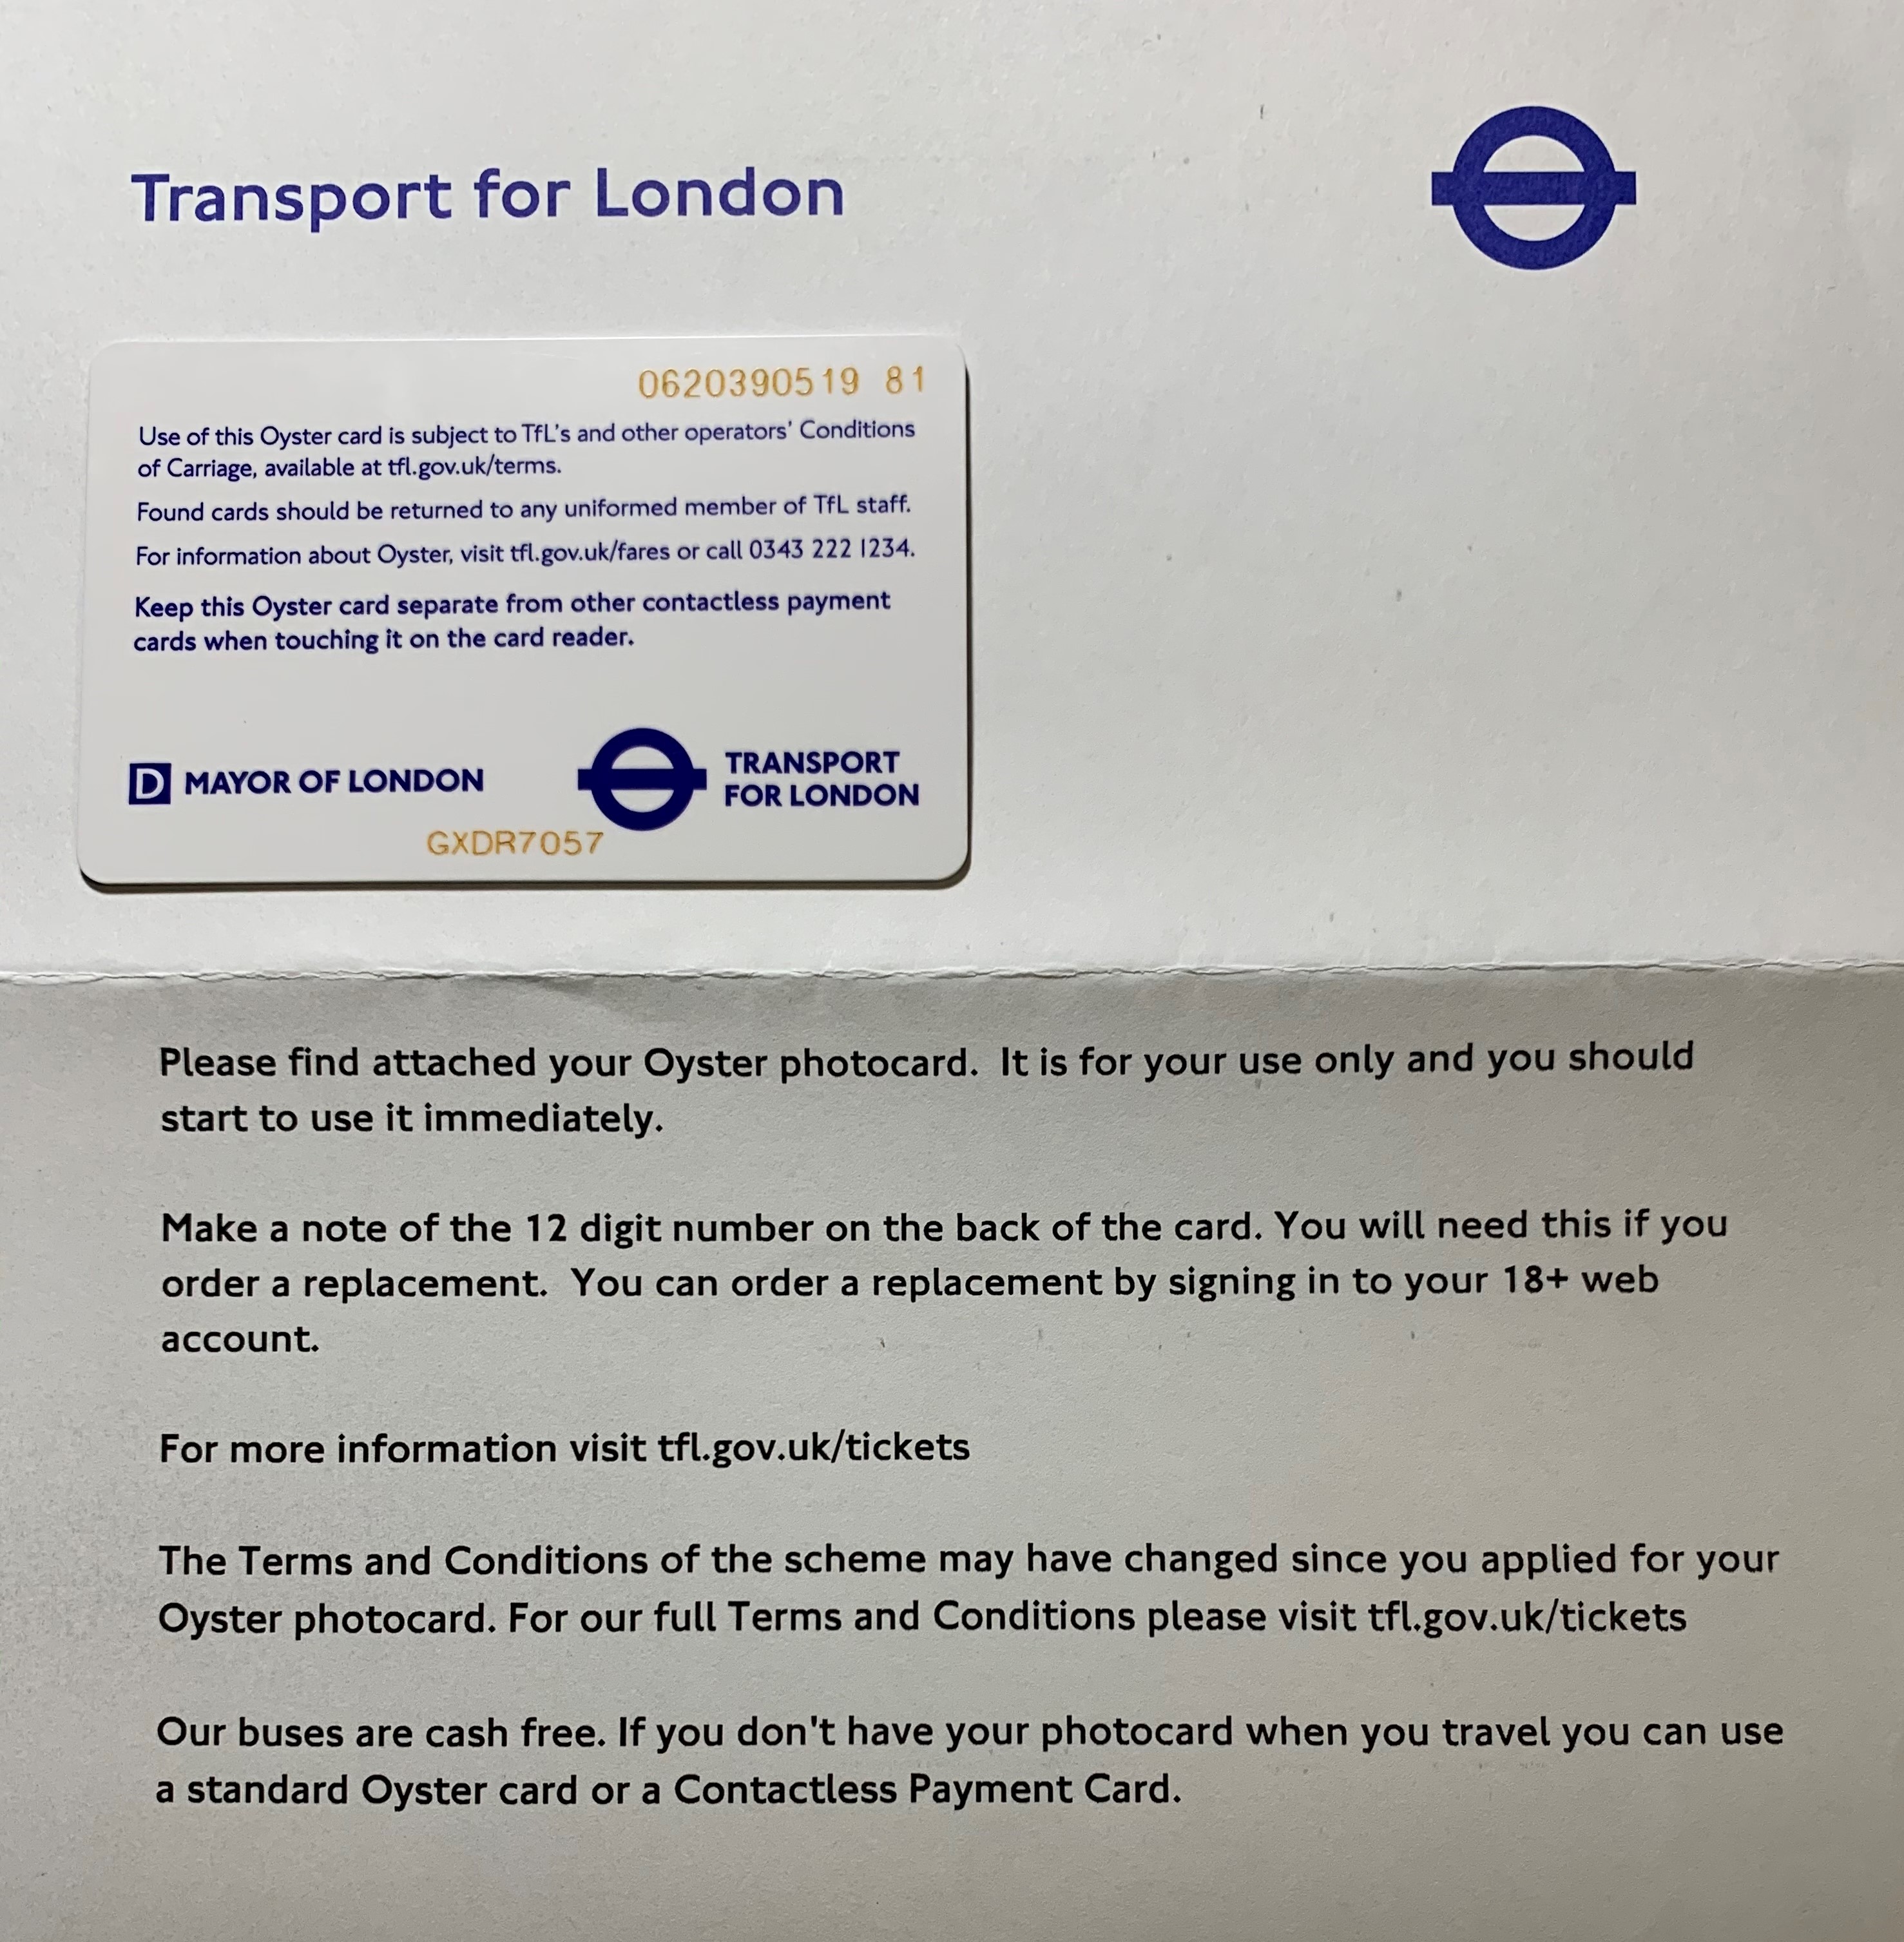 Transport for London
0620390519 81
Use of this Oyster card is subject to TfL's and other operators' Conditions
of Carriage, available at tfl.gov.uk/terms.
Found cards should be returned to any uniformed member of TfL staff.
For information about Oyster, visit tfl.gov.uk/fares or call 0343 222 1234.
Keep this Oyster card separate from other contactless payment
cards when touching it on the card reader.
D MAYOR OF LONDON
TRANSPORT
FOR LONDON
GXDR7057
Please find attached your Oyster photocard.  It is for your use only and you should
start to use it immediately.
Make a note of the 12 digit number on the back of the card. You will need this if you
order a replacement.  You can order a replacement by signing in to your 18+ web
account.
For more information visit tfl.gov.uk/tickets
The Terms and Conditions of the scheme may have changed since you applied for your
Oyster photocard. For our full Terms and Conditions please visit tfl.gov.uk/tickets
Our buses are cash free. If you don't have your photocard when you travel you can use
a standard Oyster card or a Contactless Payment Card.